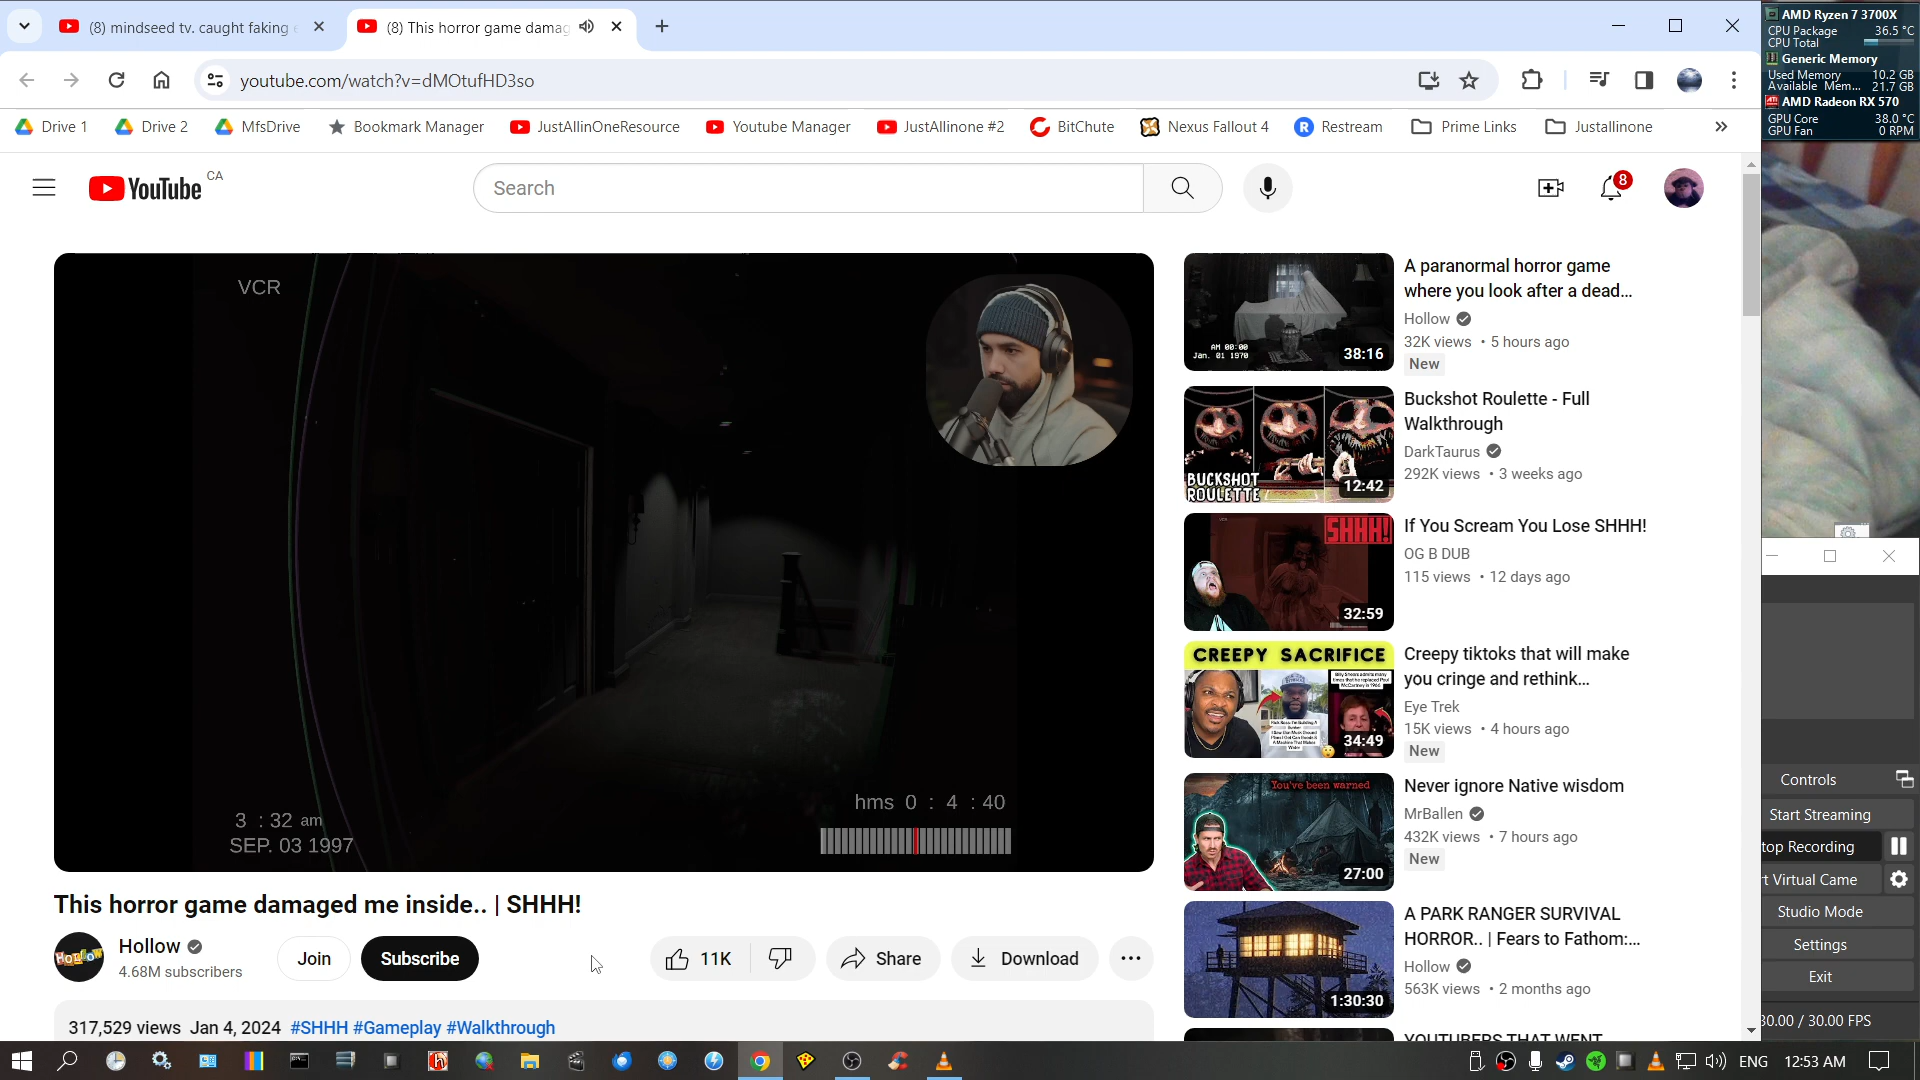 (8) mindseed tv. caught faking
(8) This horror game damag
youtube.com/watch?v=dMOtufHD3so
Drive 1
Drive 2
MfsDrive
Bookmark Manager
JustAllinOneResource
Youtube Manager
JustAllinone #2
BitChute
Nexus Fallout 4
Restream
Prime Links
Justallinone
AMD Ryzen 7 3700X
CPU Package 36.5 °C
CPU Total
Generic Memory
Used Memory 10.2 GB
Available Mem... 21.7 GB
AMD Radeon RX 570
GPU Core 38.0 °C
GPU Fan 0 RPM
YouTube CA
Search
8
VCR
hms 0 : 4 : 40
3 : 32 am
SEP. 03 1997
This horror game damaged me inside.. | SHHH!
HOLLOW
Hollow
4.68M subscribers
Join
Subscribe
11K
Share
Download
317,529 views Jan 4, 2024 #SHHH #Gameplay #Walkthrough
AM 00:00
Jan. 01 1970
38:16
A paranormal horror game
where you look after a dead...
Hollow
32K views • 5 hours ago
New
BUCKSHOT
ROULETTE
12:42
Buckshot Roulette - Full
Walkthrough
DarkTaurus
292K views • 3 weeks ago
SHHH!
32:59
If You Scream You Lose SHHH!
OG B DUB
115 views • 12 days ago
CREEPY SACRIFICE
34:49
Creepy tiktoks that will make
you cringe and rethink...
Eye Trek
15K views • 4 hours ago
New
You've been warned
27:00
Never ignore Native wisdom
MrBallen
432K views • 7 hours ago
New
1:30:30
A PARK RANGER SURVIVAL
HORROR.. | Fears to Fathom:...
Hollow
563K views • 2 months ago
YOUTUBERS THAT WENT
Controls
Start Streaming
top Recording
t Virtual Came
Studio Mode
Settings
Exit
30.00 / 30.00 FPS
ENG
12:53 AM